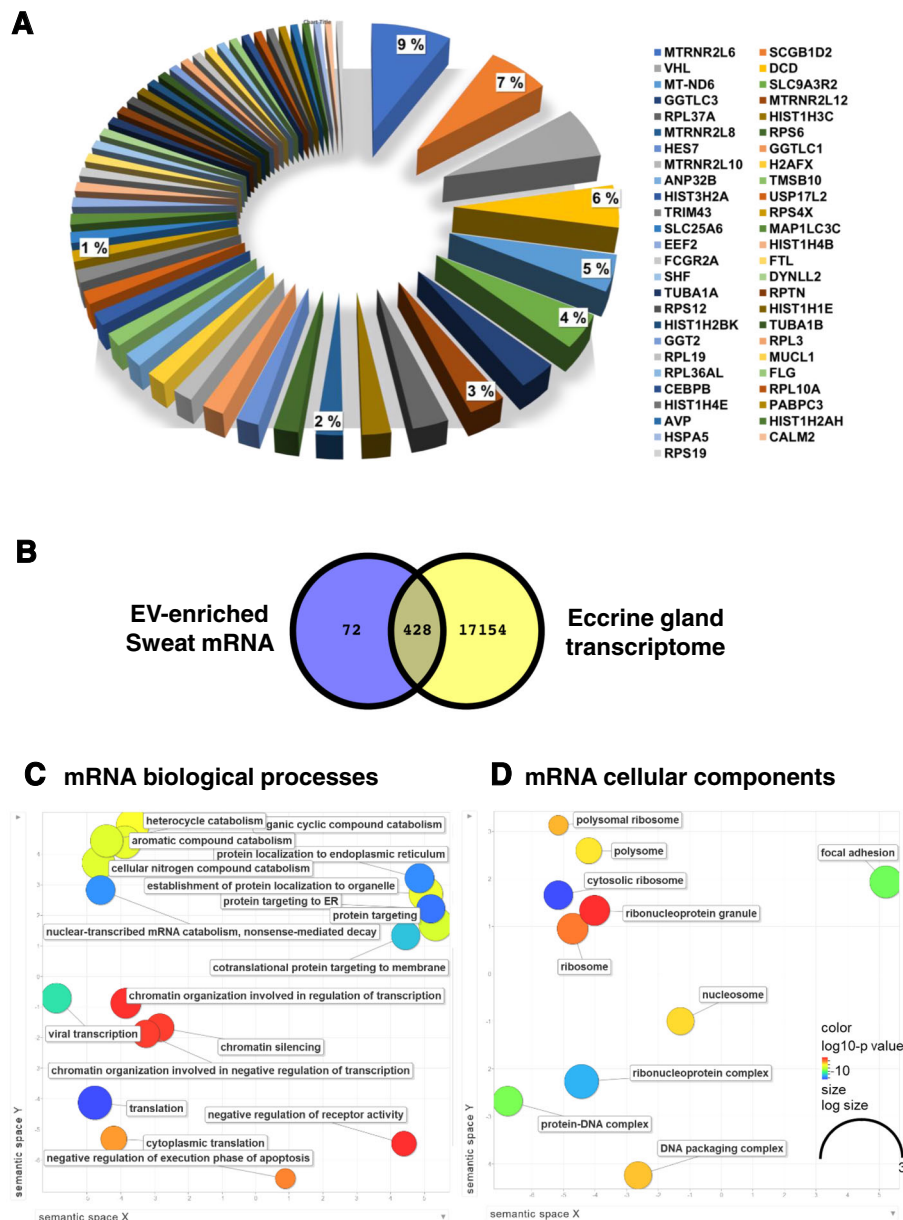 A
Chart Title
9 %
7 %
6 %
5 %
4 %
3 %
2 %
1 %
MTRNR2L6 SCGB1D2
VHL DCD
MT-ND6 SLC9A3R2
GGTLC3 MTRNR2L12
RPL37A HIST1H3C
MTRNR2L8 RPS6
HES7 GGTLC1
MTRNR2L10 H2AFX
ANP32B TMSB10
HIST3H2A USP17L2
TRIM43 RPS4X
SLC25A6 MAP1LC3C
EEF2 HIST1H4B
FCGR2A FTL
SHF DYNLL2
TUBA1A RPTN
RPS12 HIST1H1E
HIST1H2BK TUBA1B
GGT2 RPL3
RPL19 MUCL1
RPL36AL FLG
CEBPB RPL10A
HIST1H4E PABPC3
AVP HIST1H2AH
HSPA5 CALM2
RPS19
B
EV-enriched
Sweat mRNA
72 428 17154
Eccrine gland
transcriptome
C mRNA biological processes
heterocycle catabolism
ganic cyclic compound catabolism
aromatic compound catabolism
protein localization to endoplasmic reticulum
cellular nitrogen compound catabolism
establishment of protein localization to organelle
protein targeting to ER
protein targeting
nuclear-transcribed mRNA catabolism, nonsense-mediated decay
cotranslational protein targeting to membrane
chromatin organization involved in regulation of transcription
viral transcription
chromatin silencing
chromatin organization involved in negative regulation of transcription
translation
negative regulation of receptor activity
cytoplasmic translation
negative regulation of execution phase of apoptosis
semantic space Y
semantic space X
D mRNA cellular components
polysomal ribosome
polysome
focal adhesion
cytosolic ribosome
ribonucleoprotein granule
ribosome
nucleosome
color
log10-p value
-10
size
log size
3
ribonucleoprotein complex
protein-DNA complex
DNA packaging complex
semantic space Y
semantic space X